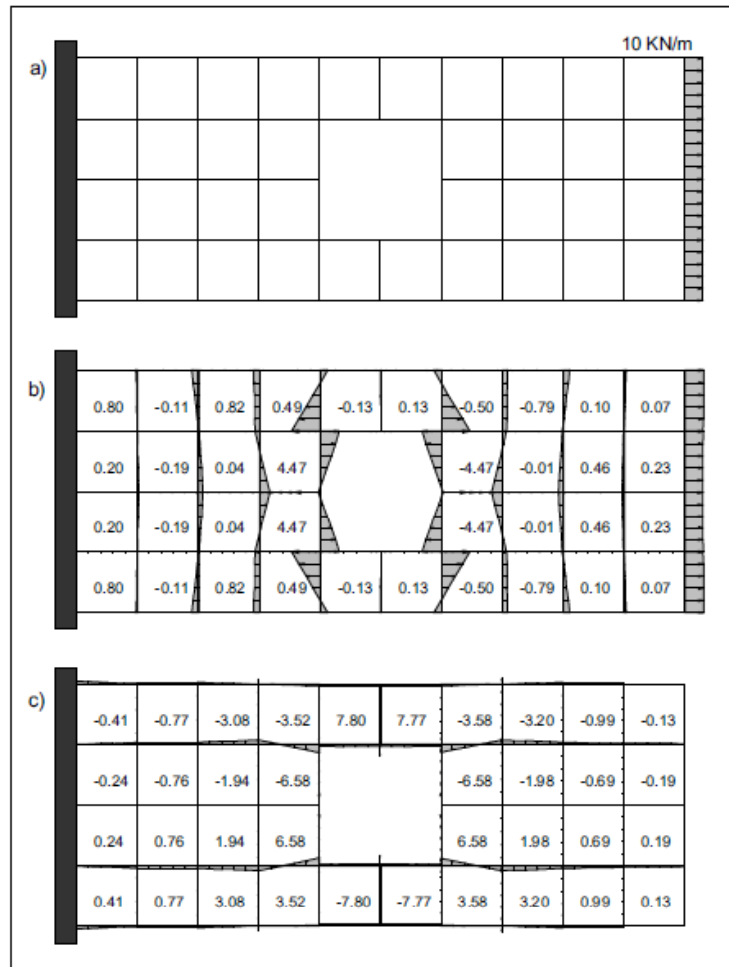 10 KN/m
a)
b)
0.80 -0.11 0.82 0.49 -0.13 0.13 -0.50 -0.79 0.10 0.07
0.20 -0.19 0.04 4.47 -4.47 -0.01 0.46 0.23
0.20 -0.19 0.04 4.47 -4.47 -0.01 0.46 0.23
0.80 -0.11 0.82 0.49 -0.13 0.13 -0.50 -0.79 0.10 0.07
c)
-0.41 -0.77 -3.08 -3.52 7.80 7.77 -3.58 -3.20 -0.99 -0.13
-0.24 -0.76 -1.94 -6.58 -6.58 -1.98 -0.69 -0.19
0.24 0.76 1.94 6.58 6.58 1.98 0.69 0.19
0.41 0.77 3.08 3.52 -7.80 -7.77 3.58 3.20 0.99 0.13